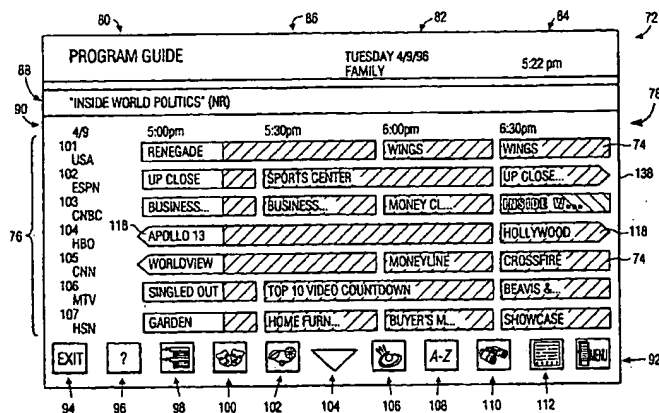 80 86 82 84 72
PROGRAM GUIDE TUESDAY 4/9/96 5:22 pm
FAMILY
88
"INSIDE WORLD POLITICS" (NR)
90 78
4/9 5:00pm 5:30pm 6:00pm 6:30pm
101 USA RENEGADE WINGS WINGS 74
102 ESPN UP CLOSE SPORTS CENTER UP CLOSE... 138
103 CNBC BUSINESS... BUSINESS... MONEY CL... INSIDE W...
76 104 HBO 118 APOLLO 13 HOLLYWOOD 118
105 CNN WORLDVIEW MONEYLINE CROSSFIRE 74
106 MTV SINGLED OUT TOP 10 VIDEO COUNTDOWN BEAVIS &...
107 HSN GARDEN HOME FURN... BUYER'S M... SHOWCASE
EXIT ? A-Z MENU 92
94 96 98 100 102 104 106 108 110 112